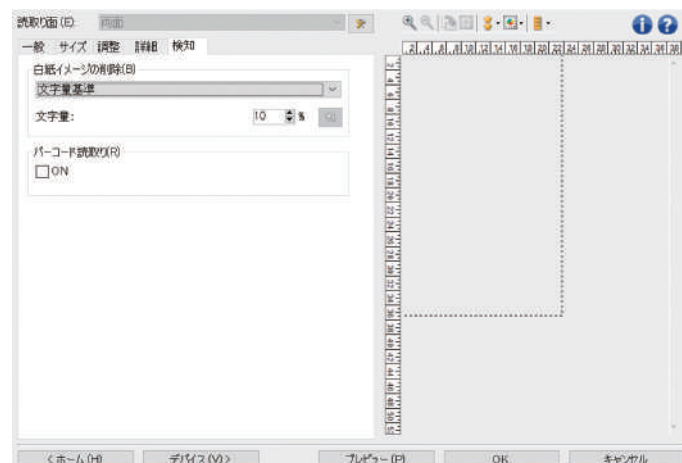 読取り面(E): 両面
一般 サイズ 調整 詳細 検知
白紙イメージの削除(B)
文字量基準
文字量: 10 %
バーコード読取り(R)
ON
<ホーム(H) デバイス(V)> プレビュー(P) OK キャンセル